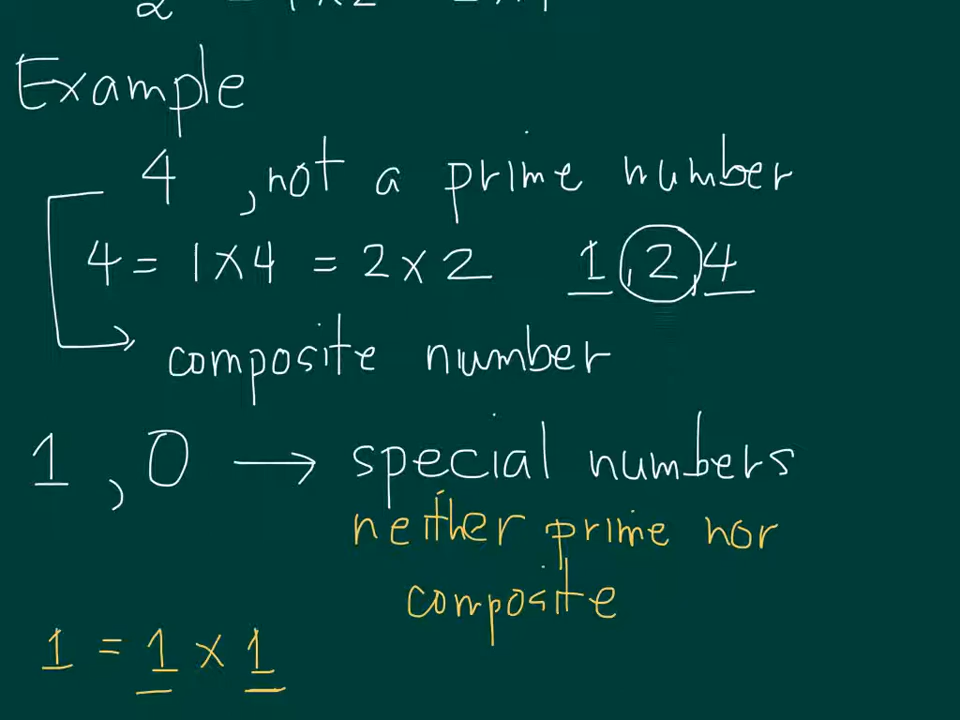 Example
4 , not a prime number
4 = 1 x 4 = 2 x 2 1 , 2 , 4
composite number
1 , 0 → special numbers
neither prime nor
composite
1 = 1 x 1